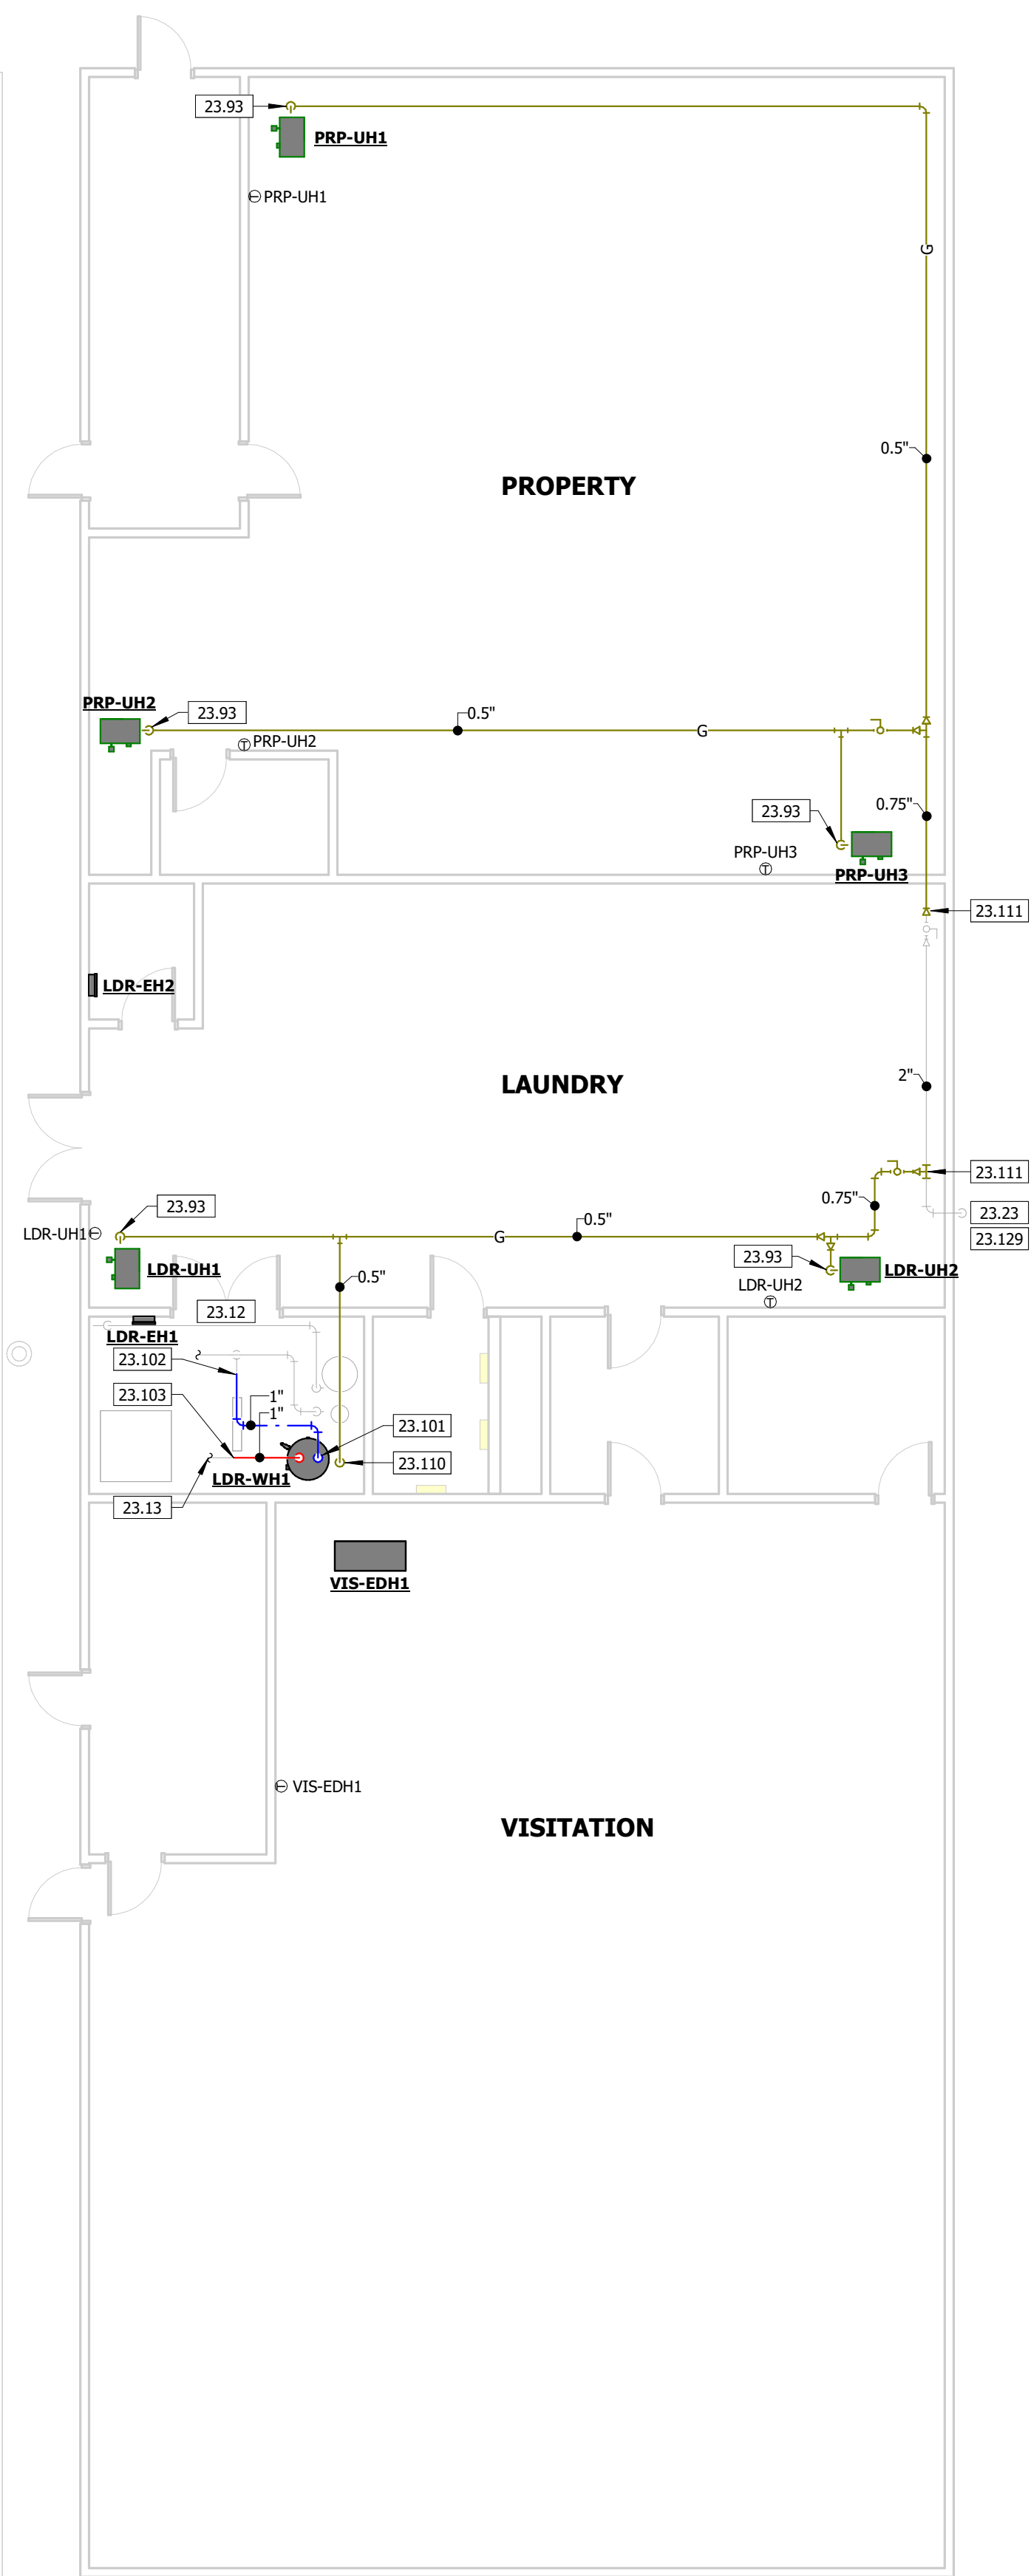 23.93
PRP-UH1
PRP-UH1
G
0.5"
PROPERTY
PRP-UH2
23.93
0.5"
G
PRP-UH2
23.93
0.75"
PRP-UH3
PRP-UH3
23.111
LDR-EH2
LAUNDRY
2"
23.111
23.93
0.75"
23.23
LDR-UH1
G
0.5"
23.129
23.93
LDR-UH1
LDR-UH2
0.5"
LDR-UH2
23.12
LDR-EH1
23.102
23.103
1"
1"
23.101
23.110
LDR-WH1
23.13
VIS-EDH1
VIS-EDH1
VISITATION